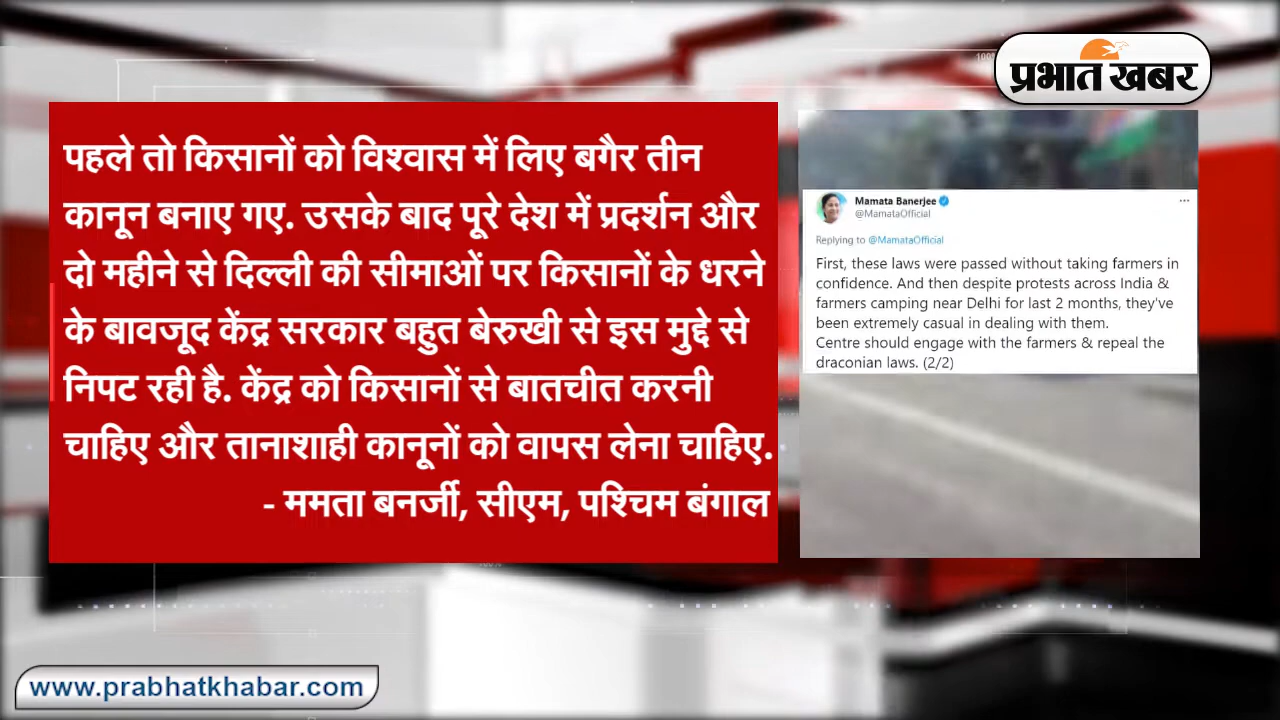 प्रभात खबर
पहले तो किसानों को विश्वास में लिए बगैर तीन
कानून बनाए गए. उसके बाद पूरे देश में प्रदर्शन और
दो महीने से दिल्ली की सीमाओं पर किसानों के धरने
के बावजूद केंद्र सरकार बहुत बेरुखी से इस मुद्दे से
निपट रही है. केंद्र को किसानों से बातचीत करनी
चाहिए और तानाशाही कानूनों को वापस लेना चाहिए.
- ममता बनर्जी, सीएम, पश्चिम बंगाल
Mamata Banerjee
@MamataOfficial
Replying to @MamataOfficial
First, these laws were passed without taking farmers in
confidence. And then despite protests across India &
farmers camping near Delhi for last 2 months, they've
been extremely casual in dealing with them.
Centre should engage with the farmers & repeal the
draconian laws. (2/2)
www.prabhatkhabar.com